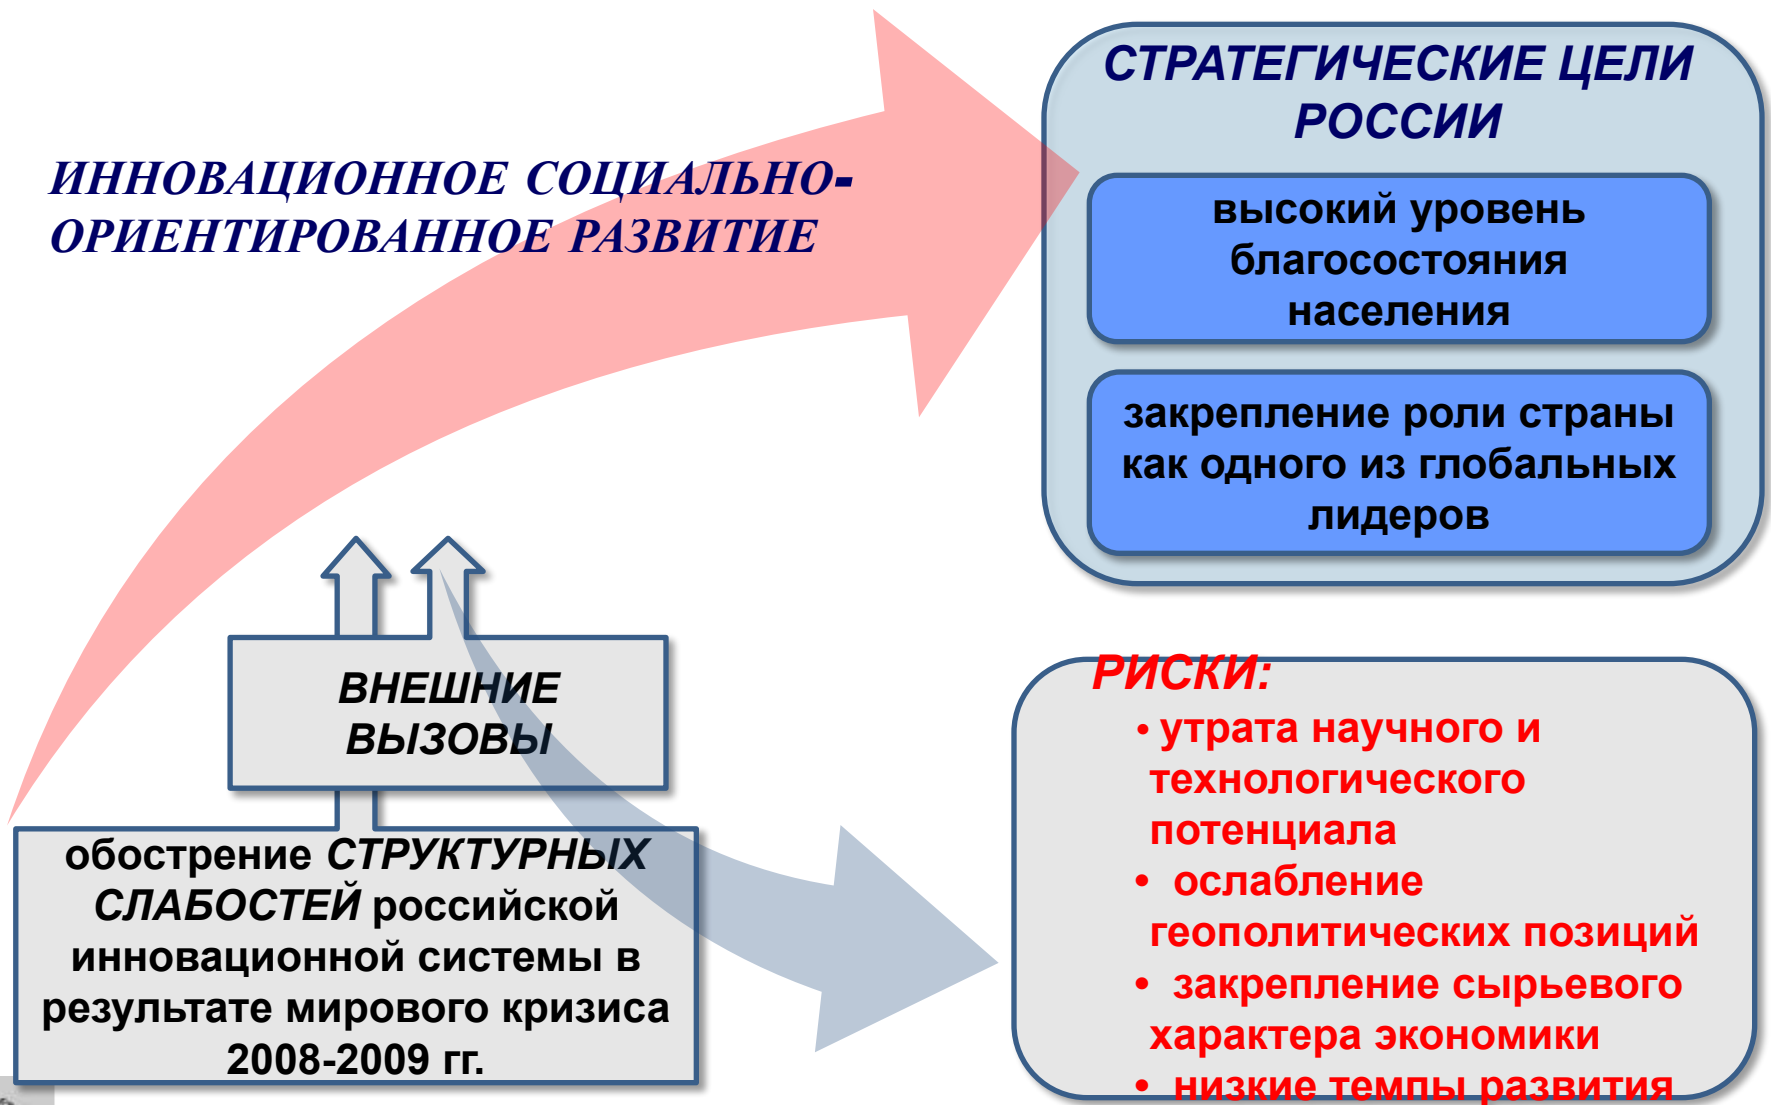 ИННОВАЦИОННОЕ СОЦИАЛЬНО-
ОРИЕНТИРОВАННОЕ РАЗВИТИЕ
СТРАТЕГИЧЕСКИЕ ЦЕЛИ
РОССИИ
высокий уровень
благосостояния
населения
закрепление роли страны
как одного из глобальных
лидеров
ВНЕШНИЕ
ВЫЗОВЫ
обострение СТРУКТУРНЫХ
СЛАБОСТЕЙ российской
инновационной системы в
результате мирового кризиса
2008-2009 гг.
РИСКИ:
• утрата научного и
технологического
потенциала
• ослабление
геополитических позиций
• закрепление сырьевого
характера экономики
• низкие темпы развития